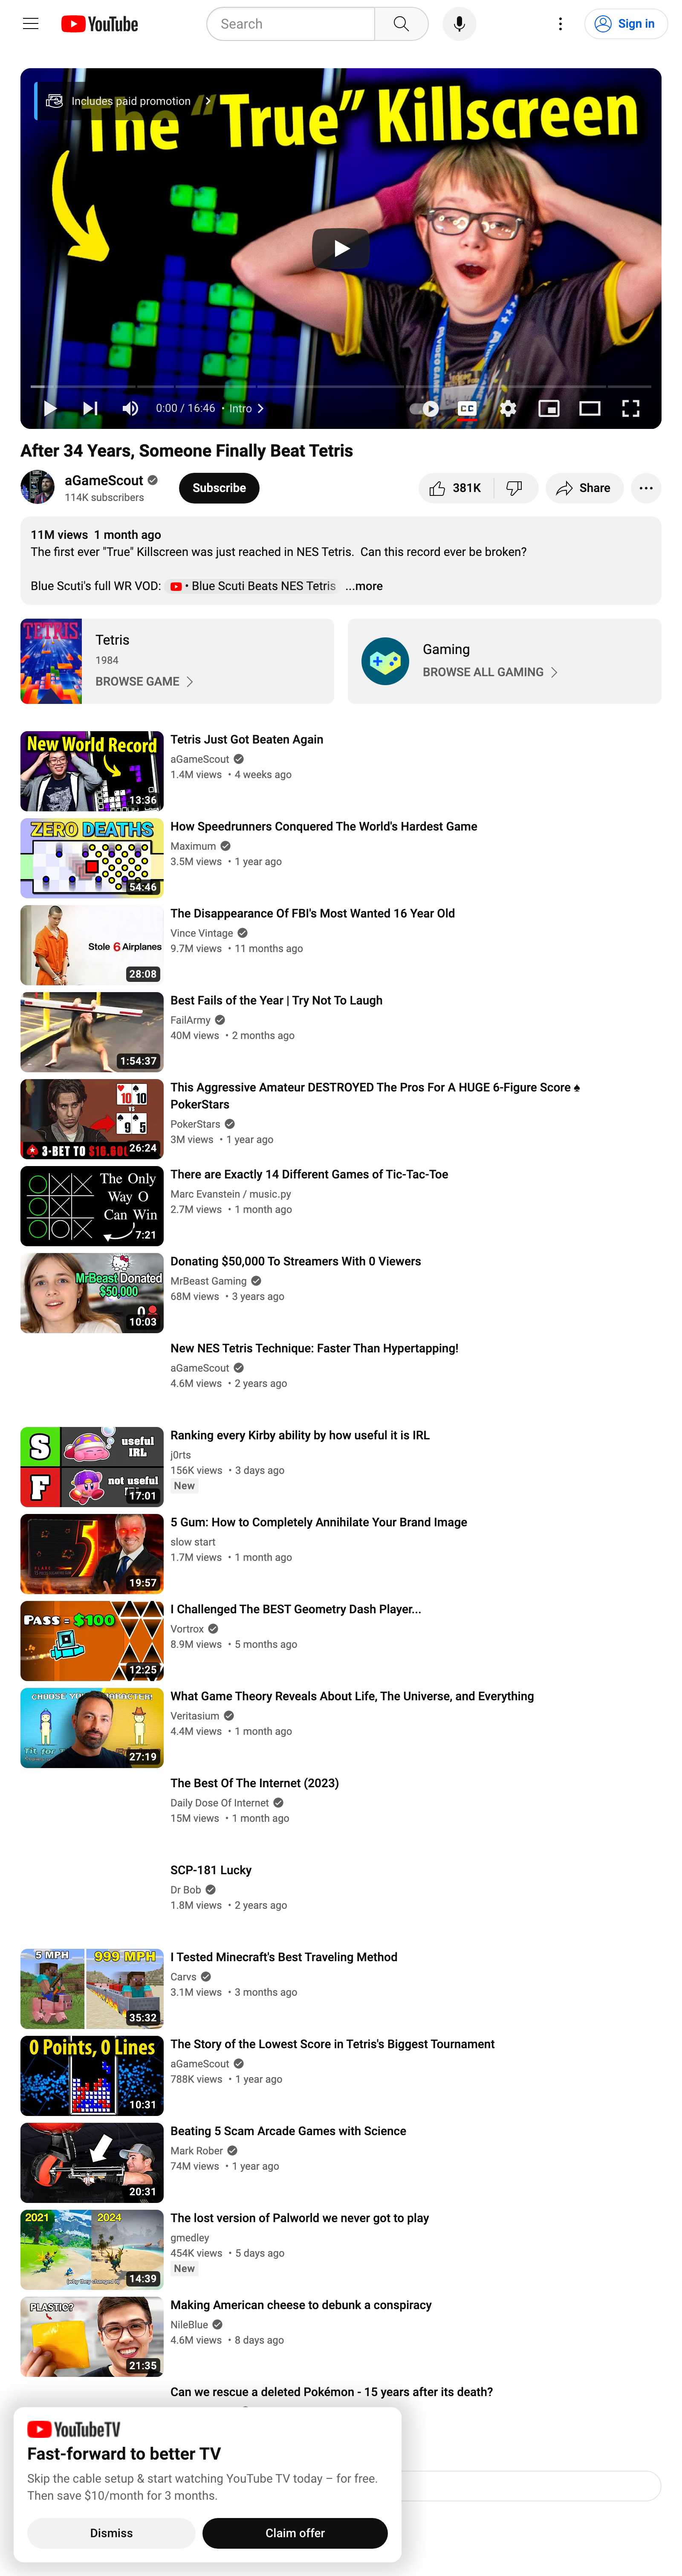 YouTube
Search
Sign in
Includes paid promotion
The "True" Killscreen
0:00 / 16:46 • Intro
CC
After 34 Years, Someone Finally Beat Tetris
aGameScout
114K subscribers
Subscribe
381K
Share
11M views 1 month ago
The first ever "True" Killscreen was just reached in NES Tetris. Can this record ever be broken?
Blue Scuti's full WR VOD: • Blue Scuti Beats NES Tetris ...more
TETRIS
Tetris
1984
BROWSE GAME
Gaming
BROWSE ALL GAMING
New World Record
13:36
Tetris Just Got Beaten Again
aGameScout
1.4M views • 4 weeks ago
ZERO DEATHS
54:46
How Speedrunners Conquered The World's Hardest Game
Maximum
3.5M views • 1 year ago
Stole 6 Airplanes
28:08
The Disappearance Of FBI's Most Wanted 16 Year Old
Vince Vintage
9.7M views • 11 months ago
1:54:37
Best Fails of the Year | Try Not To Laugh
FailArmy
40M views • 2 months ago
10 10
vs
9 5
3-BET TO $16.00
26:24
This Aggressive Amateur DESTROYED The Pros For A HUGE 6-Figure Score ♠
PokerStars
PokerStars
3M views • 1 year ago
The Only
Way O
Can Win
7:21
There are Exactly 14 Different Games of Tic-Tac-Toe
Marc Evanstein / music.py
2.7M views • 1 month ago
MrBeast Donated
$50,000
0
10:03
Donating $50,000 To Streamers With 0 Viewers
MrBeast Gaming
68M views • 3 years ago
New NES Tetris Technique: Faster Than Hypertapping!
aGameScout
4.6M views • 2 years ago
S
useful
IRL
F
not useful
17:01
Ranking every Kirby ability by how useful it is IRL
j0rts
156K views • 3 days ago
New
5
19:57
5 Gum: How to Completely Annihilate Your Brand Image
slow start
1.7M views • 1 month ago
PASS = $100
12:25
I Challenged The BEST Geometry Dash Player...
Vortrox
8.9M views • 5 months ago
27:19
What Game Theory Reveals About Life, The Universe, and Everything
Veritasium
4.4M views • 1 month ago
The Best Of The Internet (2023)
Daily Dose Of Internet
15M views • 1 month ago
SCP-181 Lucky
Dr Bob
1.8M views • 2 years ago
5 MPH
999 MPH
35:32
I Tested Minecraft's Best Traveling Method
Carvs
3.1M views • 3 months ago
0 Points, 0 Lines
10:31
The Story of the Lowest Score in Tetris's Biggest Tournament
aGameScout
788K views • 1 year ago
20:31
Beating 5 Scam Arcade Games with Science
Mark Rober
74M views • 1 year ago
2021
2024
14:39
The lost version of Palworld we never got to play
gmedley
454K views • 5 days ago
New
PLASTIC?
21:35
Making American cheese to debunk a conspiracy
NileBlue
4.6M views • 8 days ago
Can we rescue a deleted Pokémon - 15 years after its death?
YouTubeTV
Fast-forward to better TV
Skip the cable setup & start watching YouTube TV today – for free.
Then save $10/month for 3 months.
Dismiss
Claim offer